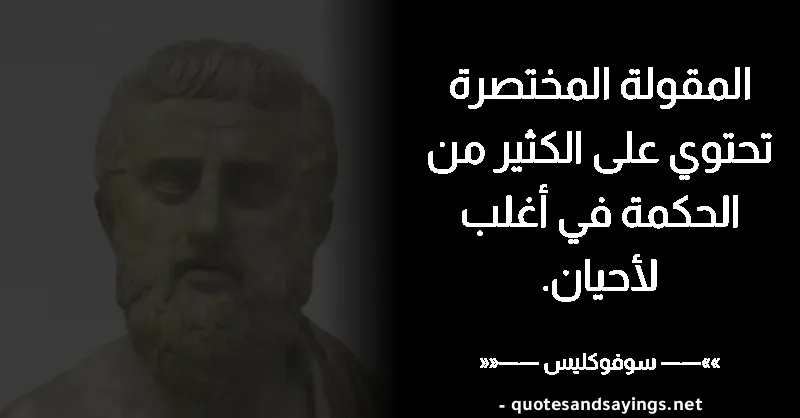 المقولة المختصرة
تحتوي على الكثير من
الحكمة في أغلب
لأحيان.
»»—— سوفوكليس ——««
- quotesandsayings.net